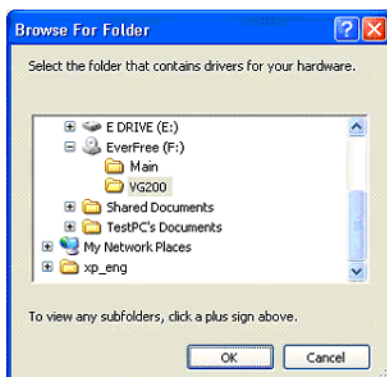 Browse For Folder
Select the folder that contains drivers for your hardware.
E DRIVE (E:)
EverFree (F:)
Main
VG200
Shared Documents
TestPC's Documents
My Network Places
xp_eng
To view any subfolders, click a plus sign above.
OK
Cancel